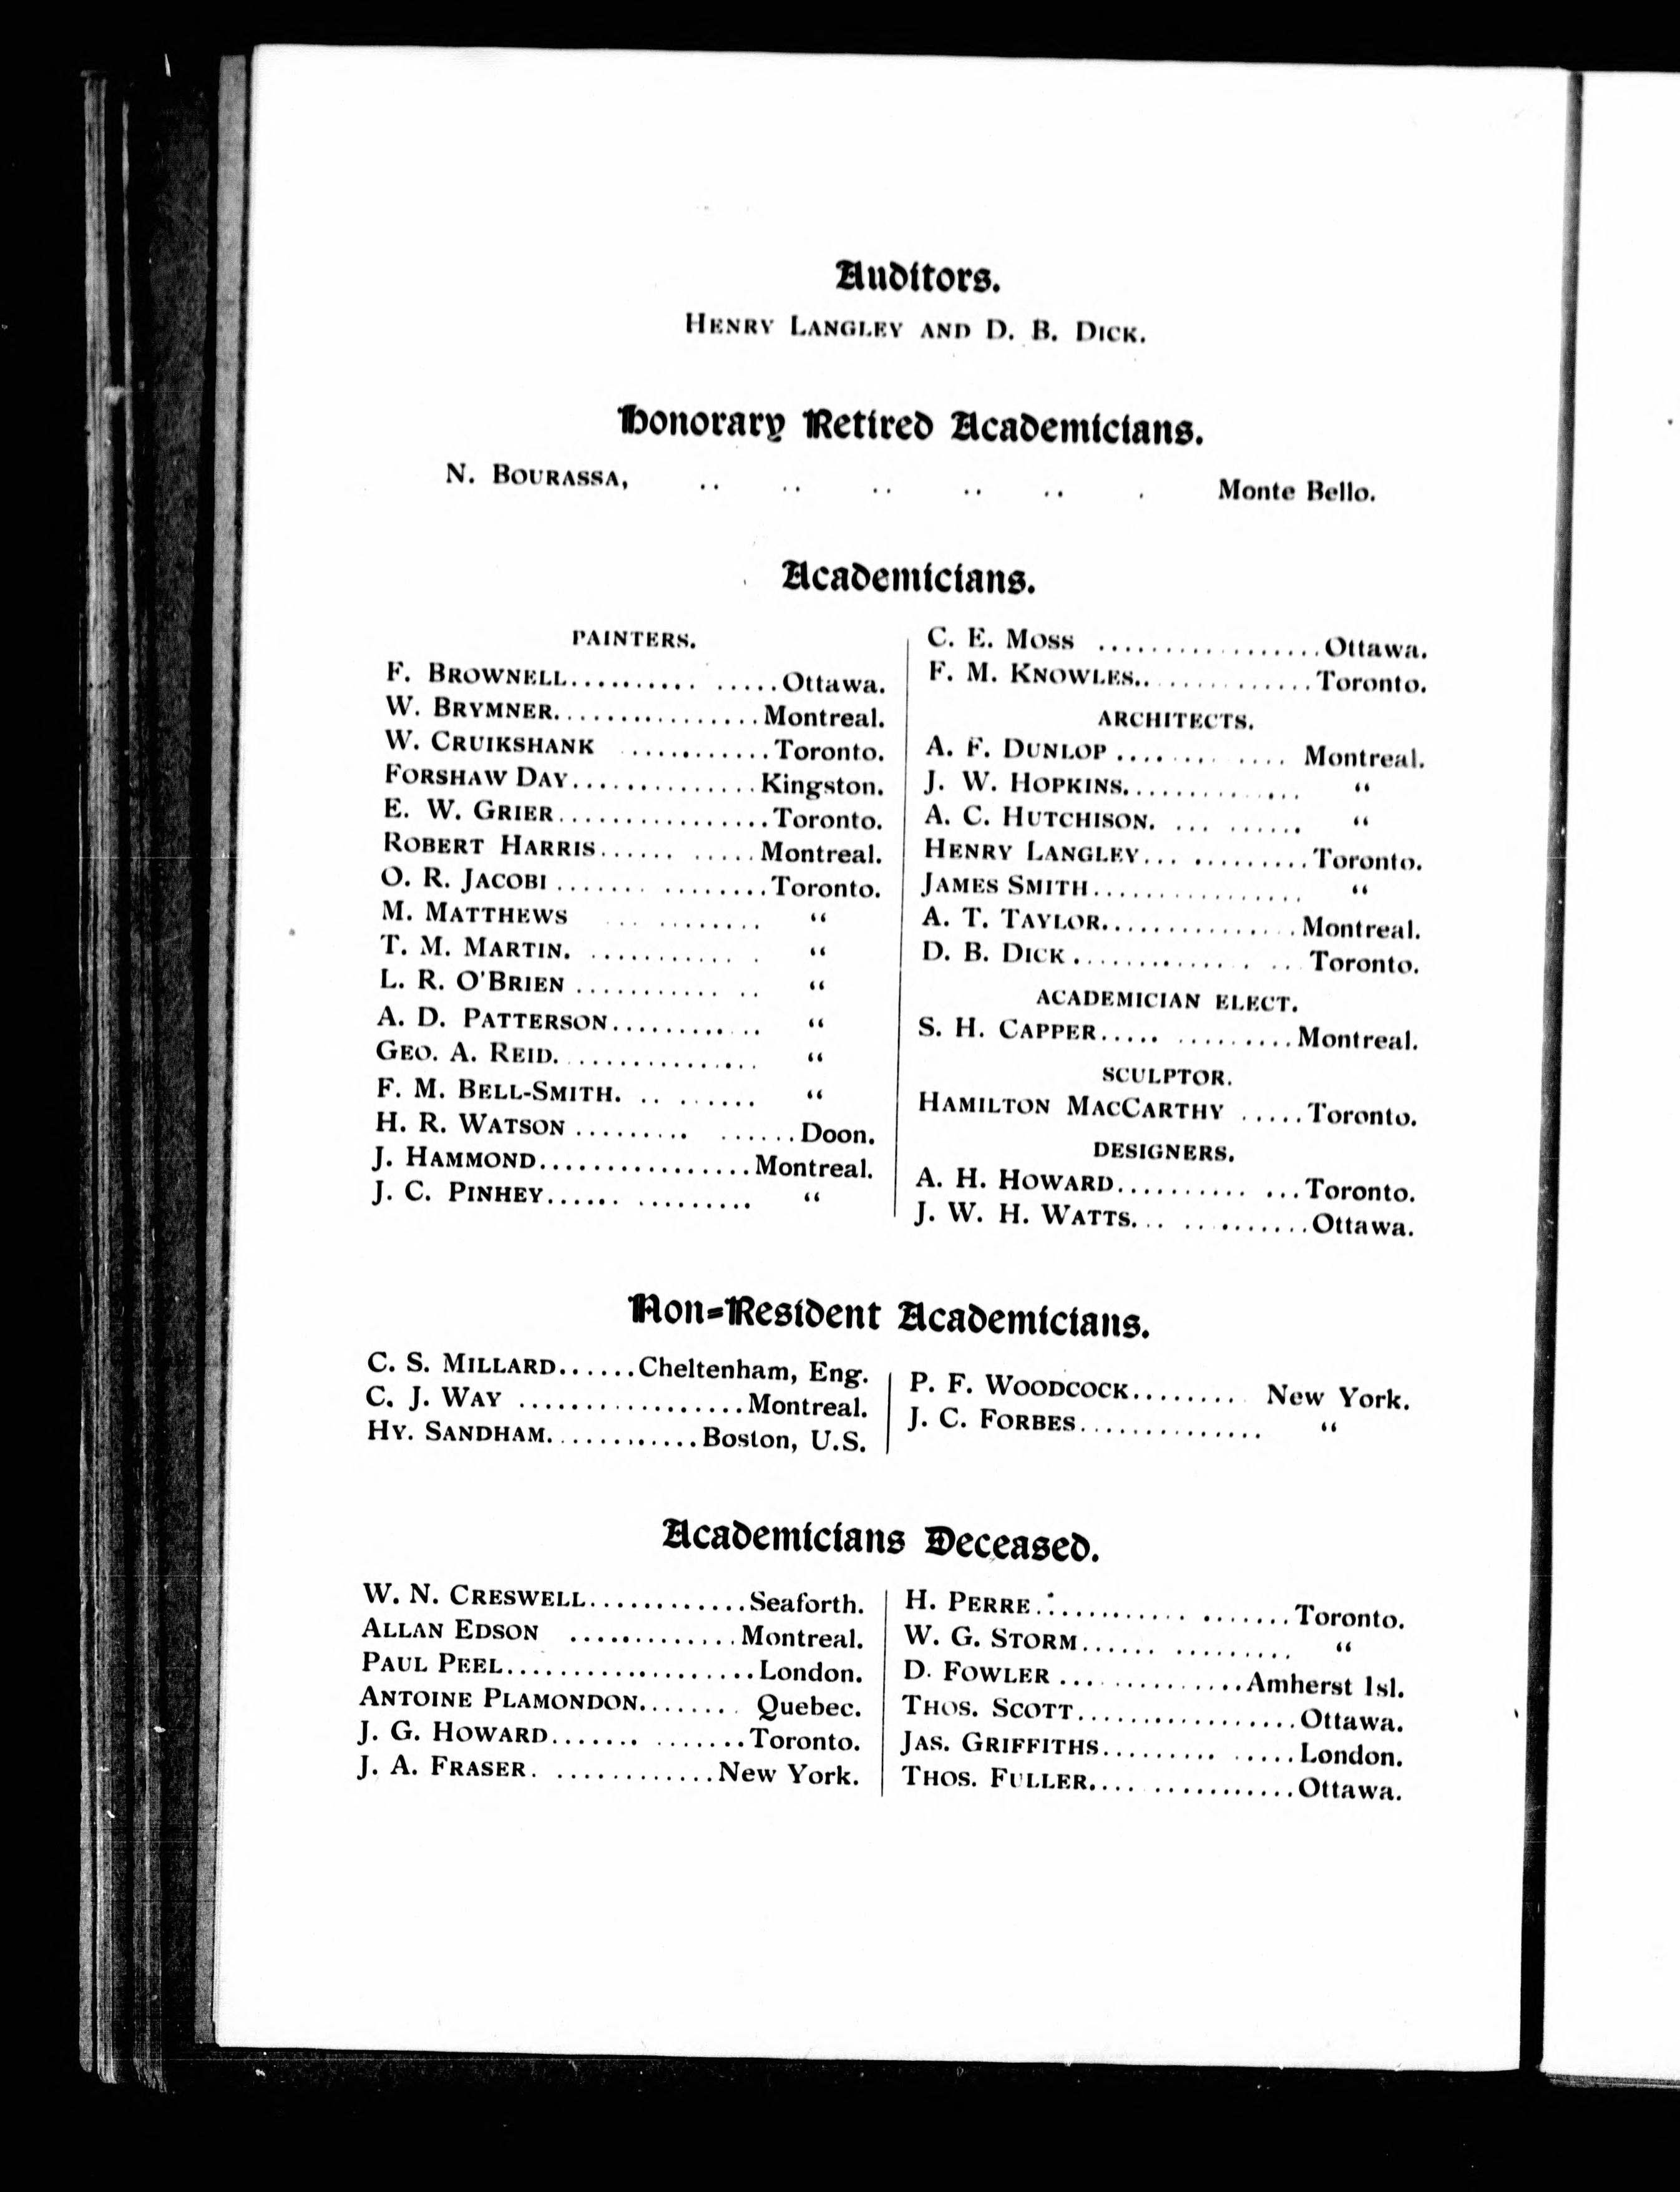 Auditors.
HENRY LANGLEY AND D. B. DICK.
Honorary Retired Academicians.
N. BOURASSA, .. .. .. .. .. . Monte Bello.
Academicians.
PAINTERS.
F. BROWNELL.......... .....Ottawa.
W. BRYMNER................Montreal.
W. CRUIKSHANK ............Toronto.
FORSHAW DAY..............Kingston.
E. W. GRIER................Toronto.
ROBERT HARRIS...... .....Montreal.
O. R. JACOBI ....... ........Toronto.
M. MATTHEWS ... ........ “
T. M. MARTIN. ............. “
L. R. O'BRIEN ........... .. “
A. D. PATTERSON............ “
GEO. A. REID................ “
F. M. BELL-SMITH. .. ...... “
H. R. WATSON ......... ......Doon.
J. HAMMOND................Montreal.
J. C. PINHEY...... ......... “
C. E. MOSS .................Ottawa.
F. M. KNOWLES..............Toronto.
ARCHITECTS.
A. F. DUNLOP .... . .... Montreal.
J. W. HOPKINS.............. “
A. C. HUTCHISON. ... ...... “
HENRY LANGLEY... .........Toronto.
JAMES SMITH................ “
A. T. TAYLOR...............Montreal.
D. B. DICK .............. . .. Toronto.
ACADEMICIAN ELECT.
S. H. CAPPER..... .........Montreal.
SCULPTOR.
HAMILTON MACCARTHY .....Toronto.
DESIGNERS.
A. H. HOWARD.......... ...Toronto.
J. W. H. WATTS... ..........Ottawa.
Non-Resident Academicians.
C. S. MILLARD......Cheltenham, Eng.
C. J. WAY .................Montreal.
HY. SANDHAM............Boston, U.S.
P. F. WOODCOCK......... New York.
J. C. FORBES.............. “
Academicians Deceased.
W. N. CRESWELL............Seaforth.
ALLAN EDSON .............Montreal.
PAUL PEEL...................London.
ANTOINE PLAMONDON........ Quebec.
J. G. HOWARD....... .......Toronto.
J. A. FRASER. ............New York.
H. PERRE............ .......Toronto.
W. G. STORM...... ......... “
D. FOWLER ..............Amherst Isl.
THOS. SCOTT.................Ottawa.
JAS. GRIFFITHS......... .....London.
THOS. FULLER.... ...........Ottawa.